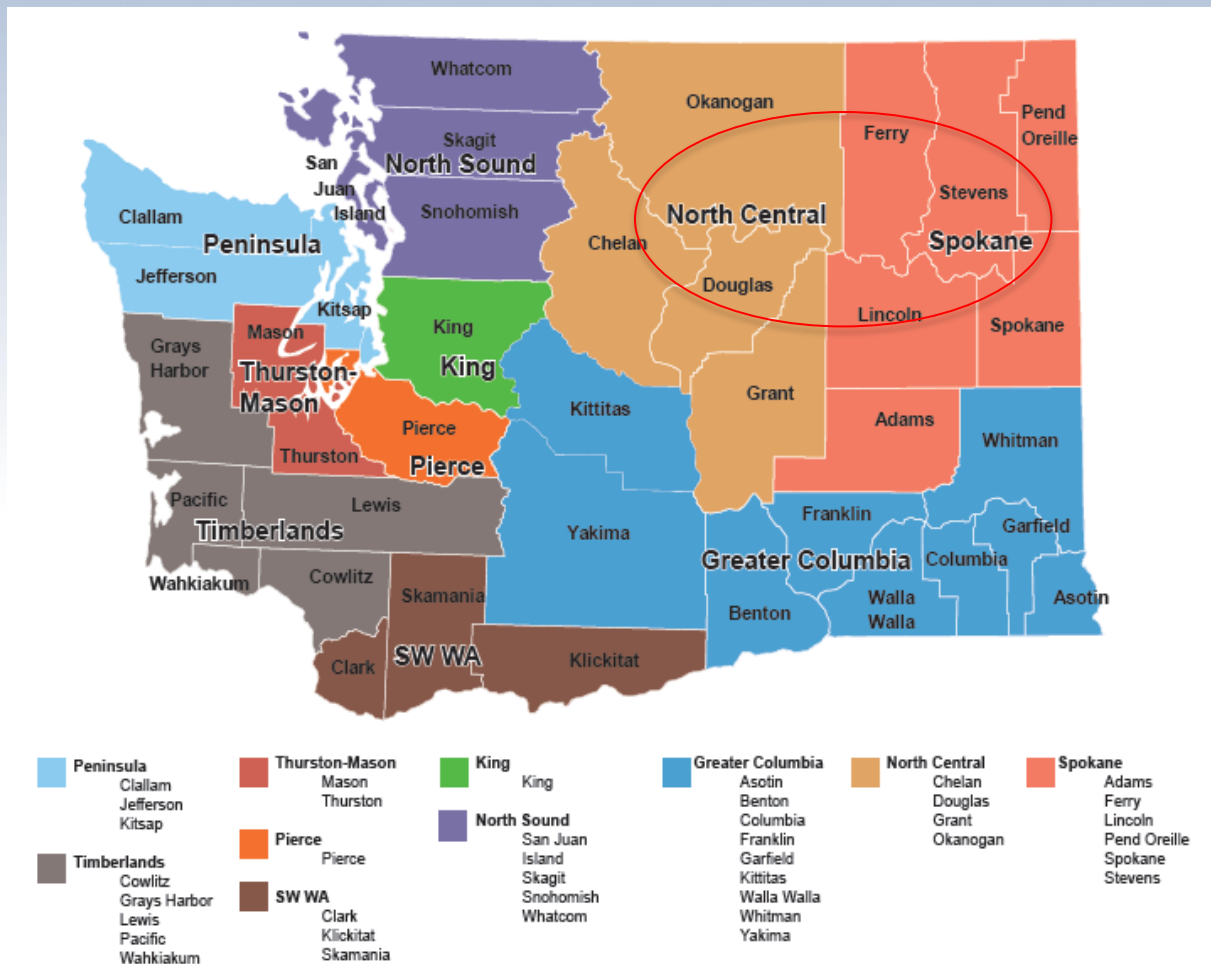 Whatcom
Okanogan
Pend
Oreille
Ferry
Skagit
North Sound
San
Juan
Island
Stevens
Snohomish
Clallam
North Central
Peninsula
Chelan
Spokane
Jefferson
Douglas
Kitsap
Lincoln
Spokane
King
Mason
Grays
Harbor
King
Thurston-
Mason
Grant
Kittitas
Adams
Pierce
Whitman
Thurston
Pierce
Pacific
Lewis
Franklin
Timberlands
Yakima
Garfield
Greater Columbia
Columbia
Wahkiakum
Cowlitz
Skamania
Walla
Walla
Asotin
Benton
SW WA
Clark
Klickitat
Peninsula
Clallam
Jefferson
Kitsap
Timberlands
Cowlitz
Grays Harbor
Lewis
Pacific
Wahkiakum
Thurston-Mason
Mason
Thurston
Pierce
Pierce
SW WA
Clark
Klickitat
Skamania
King
King
North Sound
San Juan
Island
Skagit
Snohomish
Whatcom
Greater Columbia
Asotin
Benton
Columbia
Franklin
Garfield
Kittitas
Walla Walla
Whitman
Yakima
North Central
Chelan
Douglas
Grant
Okanogan
Spokane
Adams
Ferry
Lincoln
Pend Oreille
Spokane
Stevens